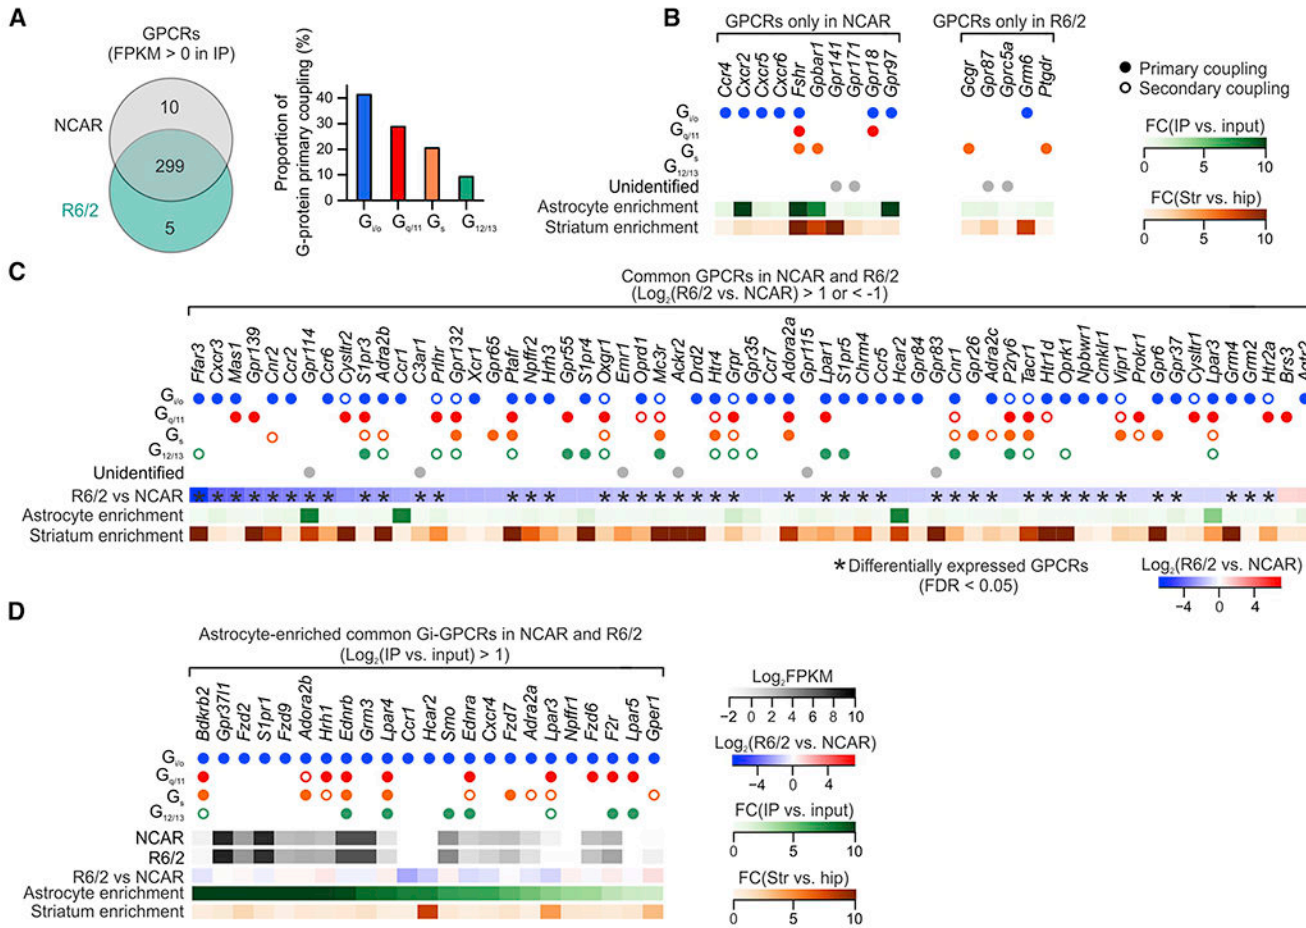 A
GPCRs
(FPKM > 0 in IP)
NCAR
10
299
R6/2
5
Proportion of
G-protein primary coupling (%)
40
30
20
10
0
Gi/o
Gq/11
Gs
G12/13
B
GPCRs only in NCAR
GPCRs only in R6/2
Ccr4
Cxcr2
Cxcr5
Cxcr6
Fshr
Gpbar1
Gpr141
Gpr171
Gpr18
Gpr97
Gcgr
Gpr87
Gprc5a
Grm6
Ptgdr
Gi/o
Gq/11
Gs
G12/13
Unidentified
Astrocyte enrichment
Striatum enrichment
Primary coupling
Secondary coupling
FC(IP vs. input)
0 5 10
FC(Str vs. hip)
0 5 10
C
Common GPCRs in NCAR and R6/2
(Log2(R6/2 vs. NCAR) > 1 or < -1)
Ffar3
Cxcr3
Mas1
Gpr139
Cnr2
Ccr2
Gpr114
Ccr6
Cysltr2
S1pr3
Adra2b
Ccr1
C3ar1
Prlhr
Gpr132
Xcr1
Gpr65
Ptafr
Npffr2
Hrh3
Gpr55
S1pr4
Oxgr1
Emr1
Oprd1
Mc3r
Ackr2
Drd2
Htr4
Grpr
Gpr35
Ccr7
Adora2a
Gpr115
Lpar1
S1pr5
Chrm4
Ccr5
Hcar2
Gpr84
Gpr83
Cnr1
Gpr26
Adra2c
P2ry6
Tacr1
Htr1d
Oprk1
Npbwr1
Cmklr1
Vipr1
Prokr1
Gpr6
Gpr37
Cysltr1
Lpar3
Grm4
Grm2
Htr2a
Brs3
Gi/o
Gq/11
Gs
G12/13
Unidentified
R6/2 vs NCAR
Astrocyte enrichment
Striatum enrichment
* Differentially expressed GPCRs
(FDR < 0.05)
Log2(R6/2 vs. NCAR)
−4 0 4
D
Astrocyte-enriched common Gi-GPCRs in NCAR and R6/2
(Log2(IP vs. input) > 1)
Bdkrb2
Gpr37l1
Fzd2
S1pr1
Fzd9
Adora2b
Hrh1
Ednrb
Grm3
Lpar4
Ccr1
Hcar2
Smo
Ednra
Cxcr4
Fzd7
Adra2a
Lpar3
Npffr1
Fzd6
F2r
Lpar5
Gper1
Gi/o
Gq/11
Gs
G12/13
NCAR
R6/2
R6/2 vs NCAR
Astrocyte enrichment
Striatum enrichment
Log2FPKM
−2 0 2 4 6 8 10
Log2(R6/2 vs. NCAR)
−4 0 4
FC(IP vs. input)
0 5 10
FC(Str vs. hip)
0 5 10